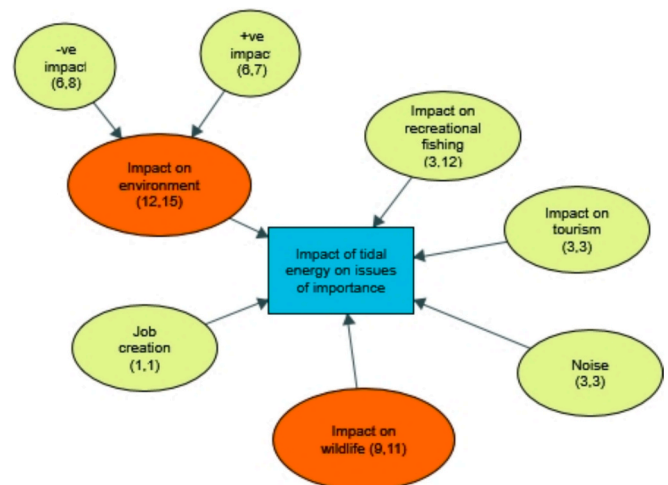 -ve
impact
(6,8)
+ve
impac
(6,7)
Impact on
environment
(12,15)
Impact on
recreational
fishing
(3,12)
Impact on
tourism
(3,3)
Impact of tidal
energy on issues
of importance
Job
creation
(1,1)
Noise
(3,3)
Impact on
wildlife (9,11)